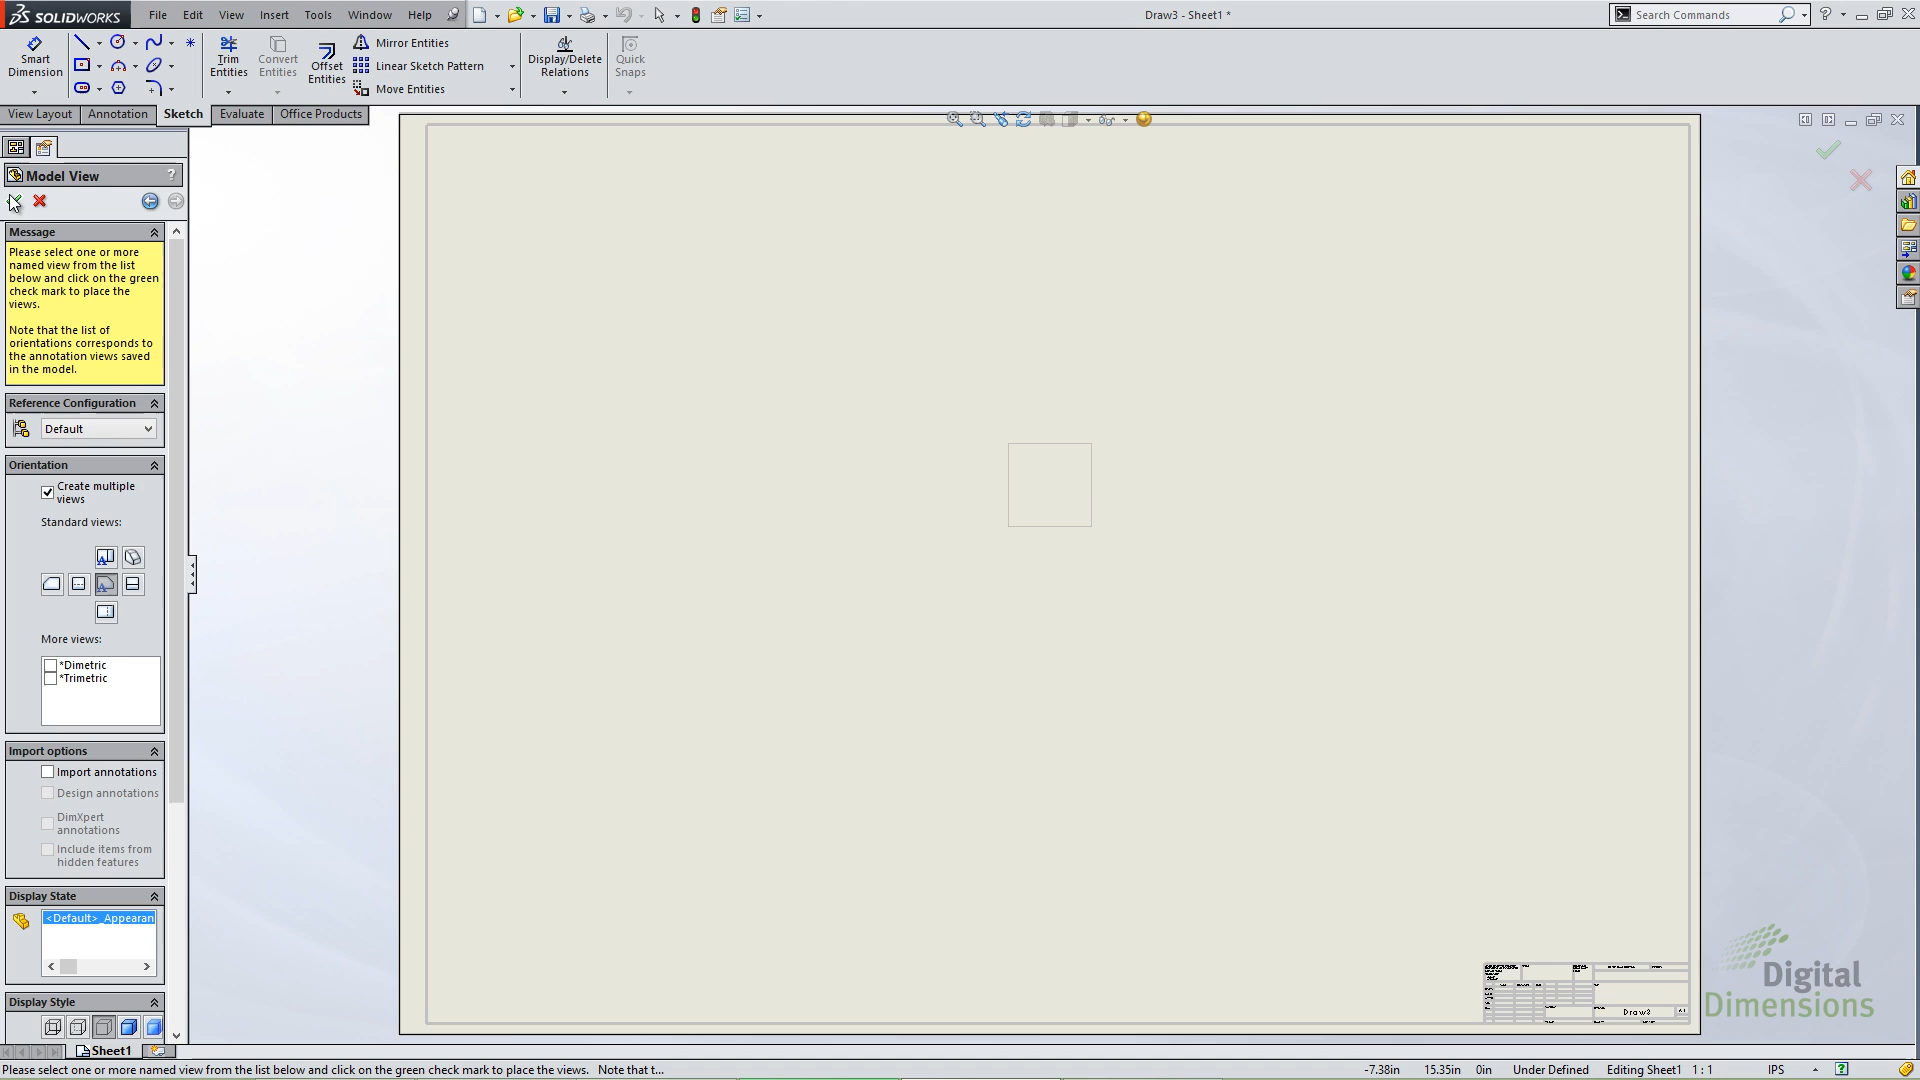 SOLIDWORKS
File Edit View Insert Tools Window Help
Draw3 - Sheet1 *
Search Commands
Smart Dimension
Trim Entities
Convert Entities
Offset Entities
Mirror Entities
Linear Sketch Pattern
Move Entities
Display/Delete Relations
Quick Snaps
View Layout Annotation Sketch Evaluate Office Products
Model View ?
Message
Please select one or more
named view from the list
below and click on the green
check mark to place the
views.
Note that the list of
orientations corresponds to
the annotation views saved
in the model.
Reference Configuration
Default
Orientation
Create multiple
views
Standard views:
More views:
*Dimetric
*Trimetric
Import options
Import annotations
Design annotations
DimXpert
annotations
Include items from
hidden features
Display State
<Default>_Appearan
Display Style
Draw3
Digital
Dimensions
Sheet1
Please select one or more named view from the list below and click on the green check mark to place the views. Note that t...
-7.38in 15.35in 0in Under Defined Editing Sheet1 1 : 1 IPS